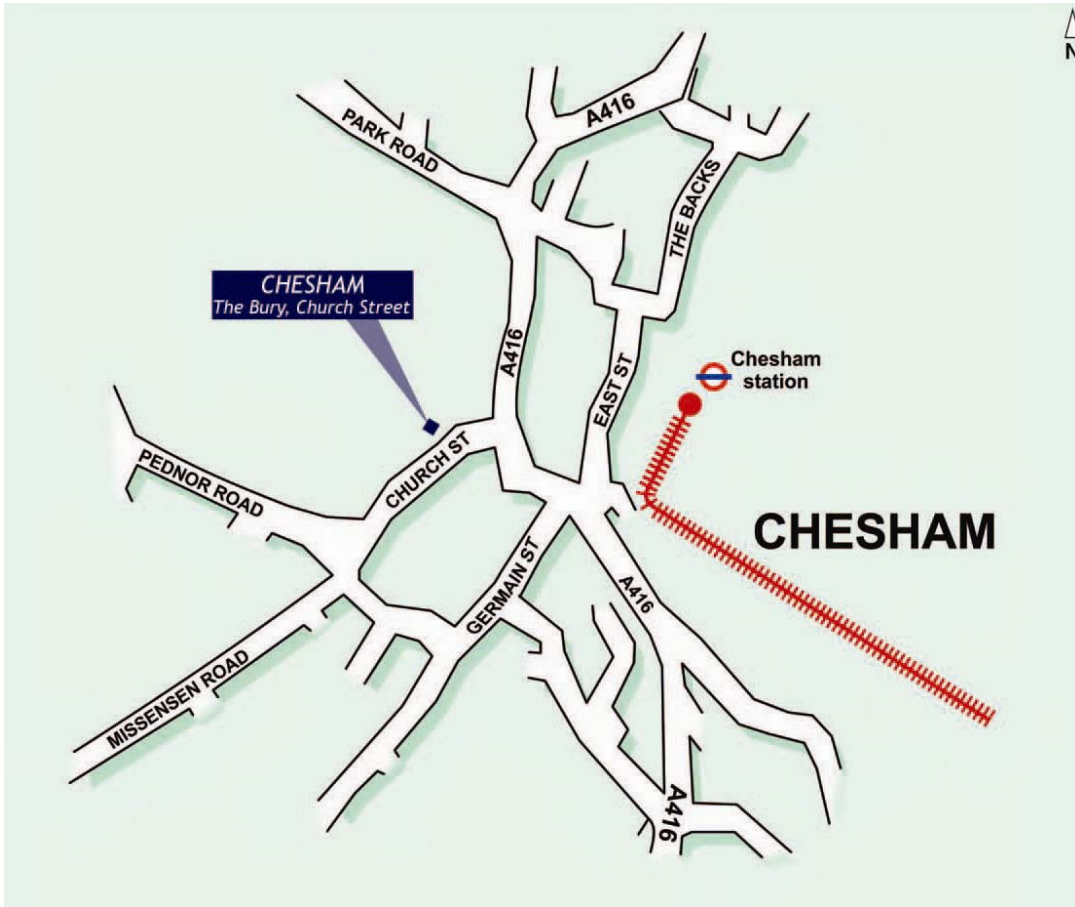 N
A416
PARK ROAD
THE BACKS
CHESHAM
The Bury, Church Street
A416
EAST ST
Chesham
station
CHURCH ST
PEDNOR ROAD
CHESHAM
GERMAIN ST
A416
MISSENSEN ROAD
A416